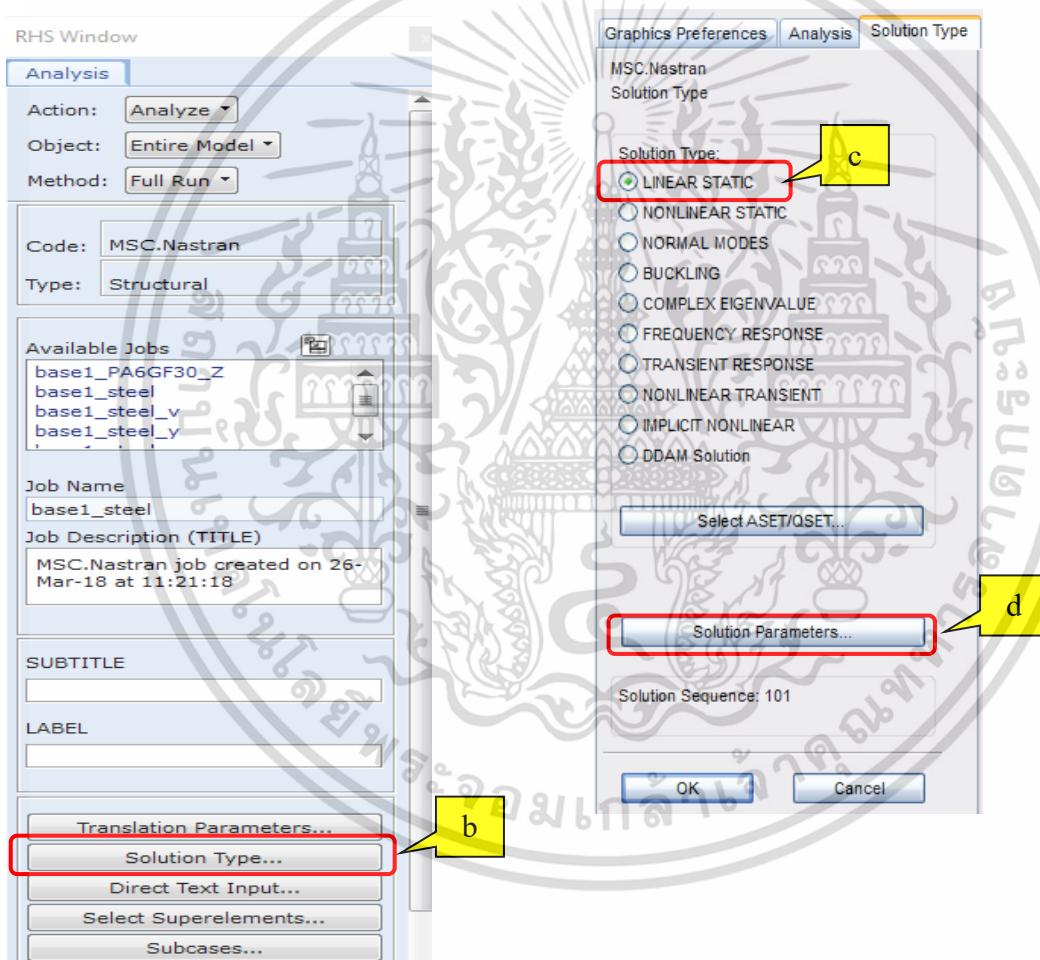 RHS Window
Analysis
Action: Analyze
Object: Entire Model
Method: Full Run
Code: MSC.Nastran
Type: Structural
Available Jobs
base1_PA6GF30_Z
base1_steel
base1_steel_v
base1_steel_y
Job Name
base1_steel
Job Description (TITLE)
MSC.Nastran job created on 26-
Mar-18 at 11:21:18
SUBTITLE
LABEL
Translation Parameters...
Solution Type...
b
Direct Text Input...
Select Superelements...
Subcases...
Graphics Preferences Analysis Solution Type
MSC.Nastran
Solution Type
Solution Type:
c
LINEAR STATIC
NONLINEAR STATIC
NORMAL MODES
BUCKLING
COMPLEX EIGENVALUE
FREQUENCY RESPONSE
TRANSIENT RESPONSE
NONLINEAR TRANSIENT
IMPLICIT NONLINEAR
DDAM Solution
Select ASET/QSET...
d
Solution Parameters...
Solution Sequence: 101
OK Cancel